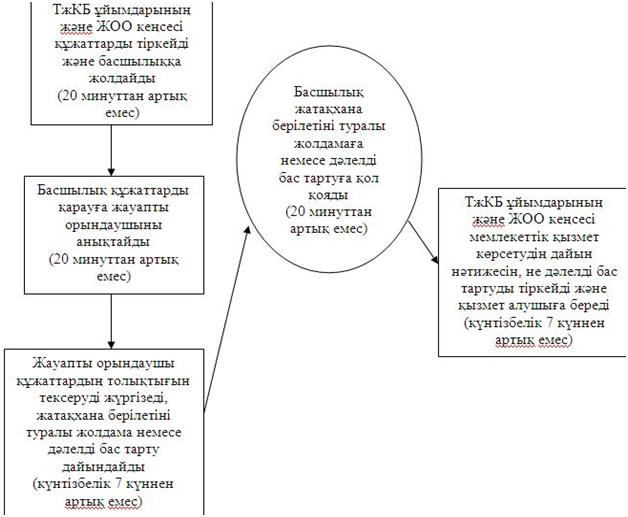 ТжКБ ұйымдарының
және ЖОО кеңсесі
құжаттарды тіркейді
және басшылыққа
жолдайды
(20 минуттан артық
емес)
Басшылық құжаттарды
қарауға жауапты
орындаушыны
анықтайды
(20 минуттан артық
емес)
Жауапты орындаушы
құжаттардың толықтығын
тексеруді жүргізеді,
жатақхана берілетіні
туралы жолдама немесе
дәлелді бас тарту
дайындайды
(күнтізбелік 7 күннен
артық емес)
Басшылық
жатақхана
берілетіні туралы
жолдамаға
немесе дәлелді
бас тартуға қол
қояды
(20 минуттан
артық емес)
ТжКБ ұйымдарының
және ЖОО кеңсесі
мемлекеттік қызмет
көрсетудің дайын
нәтижесін, не дәлелді бас
тартуды тіркейді және
қызмет алушыға береді
(күнтізбелік 7 күннен
артық емес)